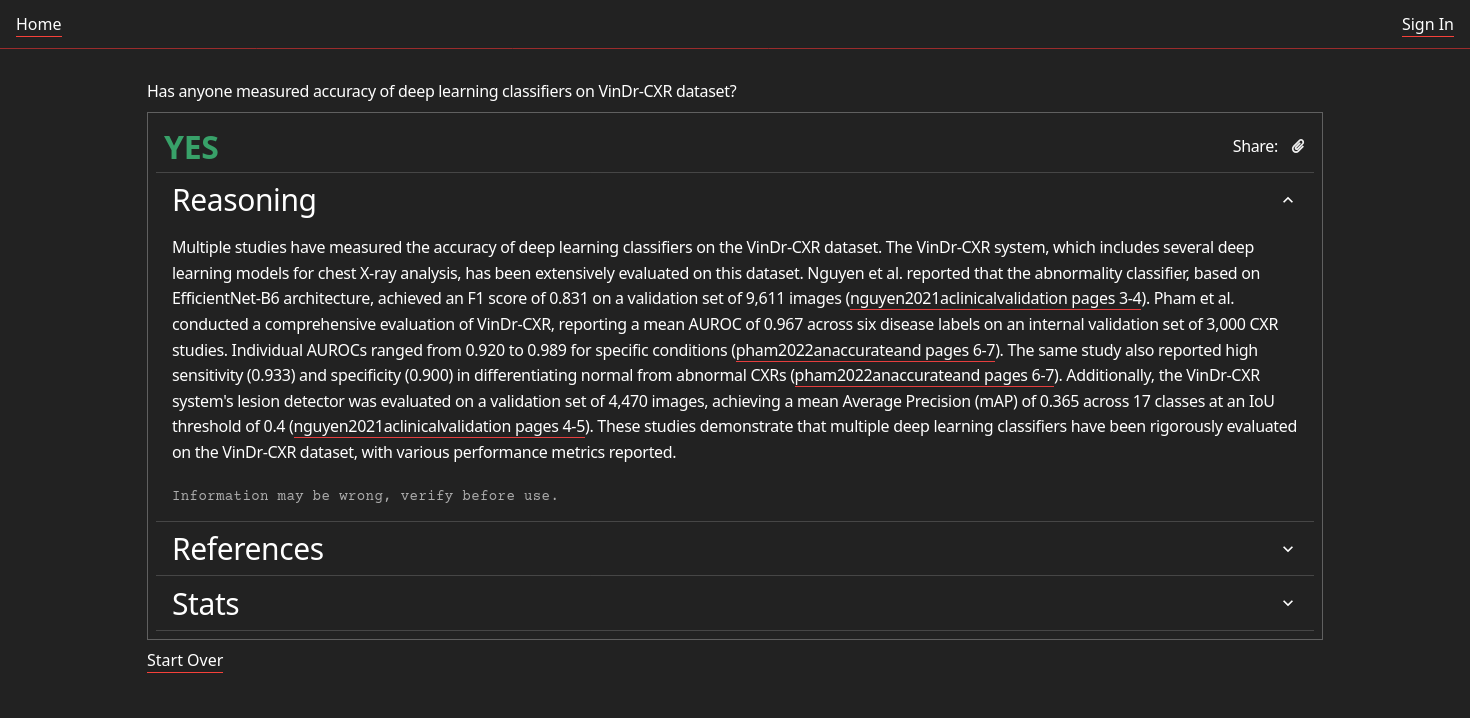 Home
Sign In
Has anyone measured accuracy of deep learning classifiers on VinDr-CXR dataset?
YES
Share:
Reasoning
Multiple studies have measured the accuracy of deep learning classifiers on the VinDr-CXR dataset. The VinDr-CXR system, which includes several deep
learning models for chest X-ray analysis, has been extensively evaluated on this dataset. Nguyen et al. reported that the abnormality classifier, based on
EfficientNet-B6 architecture, achieved an F1 score of 0.831 on a validation set of 9,611 images (nguyen2021aclinicalvalidation pages 3-4). Pham et al.
conducted a comprehensive evaluation of VinDr-CXR, reporting a mean AUROC of 0.967 across six disease labels on an internal validation set of 3,000 CXR
studies. Individual AUROCs ranged from 0.920 to 0.989 for specific conditions (pham2022anaccurateand pages 6-7). The same study also reported high
sensitivity (0.933) and specificity (0.900) in differentiating normal from abnormal CXRs (pham2022anaccurateand pages 6-7). Additionally, the VinDr-CXR
system's lesion detector was evaluated on a validation set of 4,470 images, achieving a mean Average Precision (mAP) of 0.365 across 17 classes at an IoU
threshold of 0.4 (nguyen2021aclinicalvalidation pages 4-5). These studies demonstrate that multiple deep learning classifiers have been rigorously evaluated
on the VinDr-CXR dataset, with various performance metrics reported.
Information may be wrong, verify before use.
References
Stats
Start Over